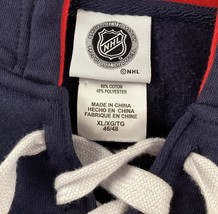 NHL
©NHL
60% COTTON
40% POLYESTER
MADE IN CHINA
HECHO EN CHINA
FABRIQUE EN CHINE
XL/XG/TG
46/48